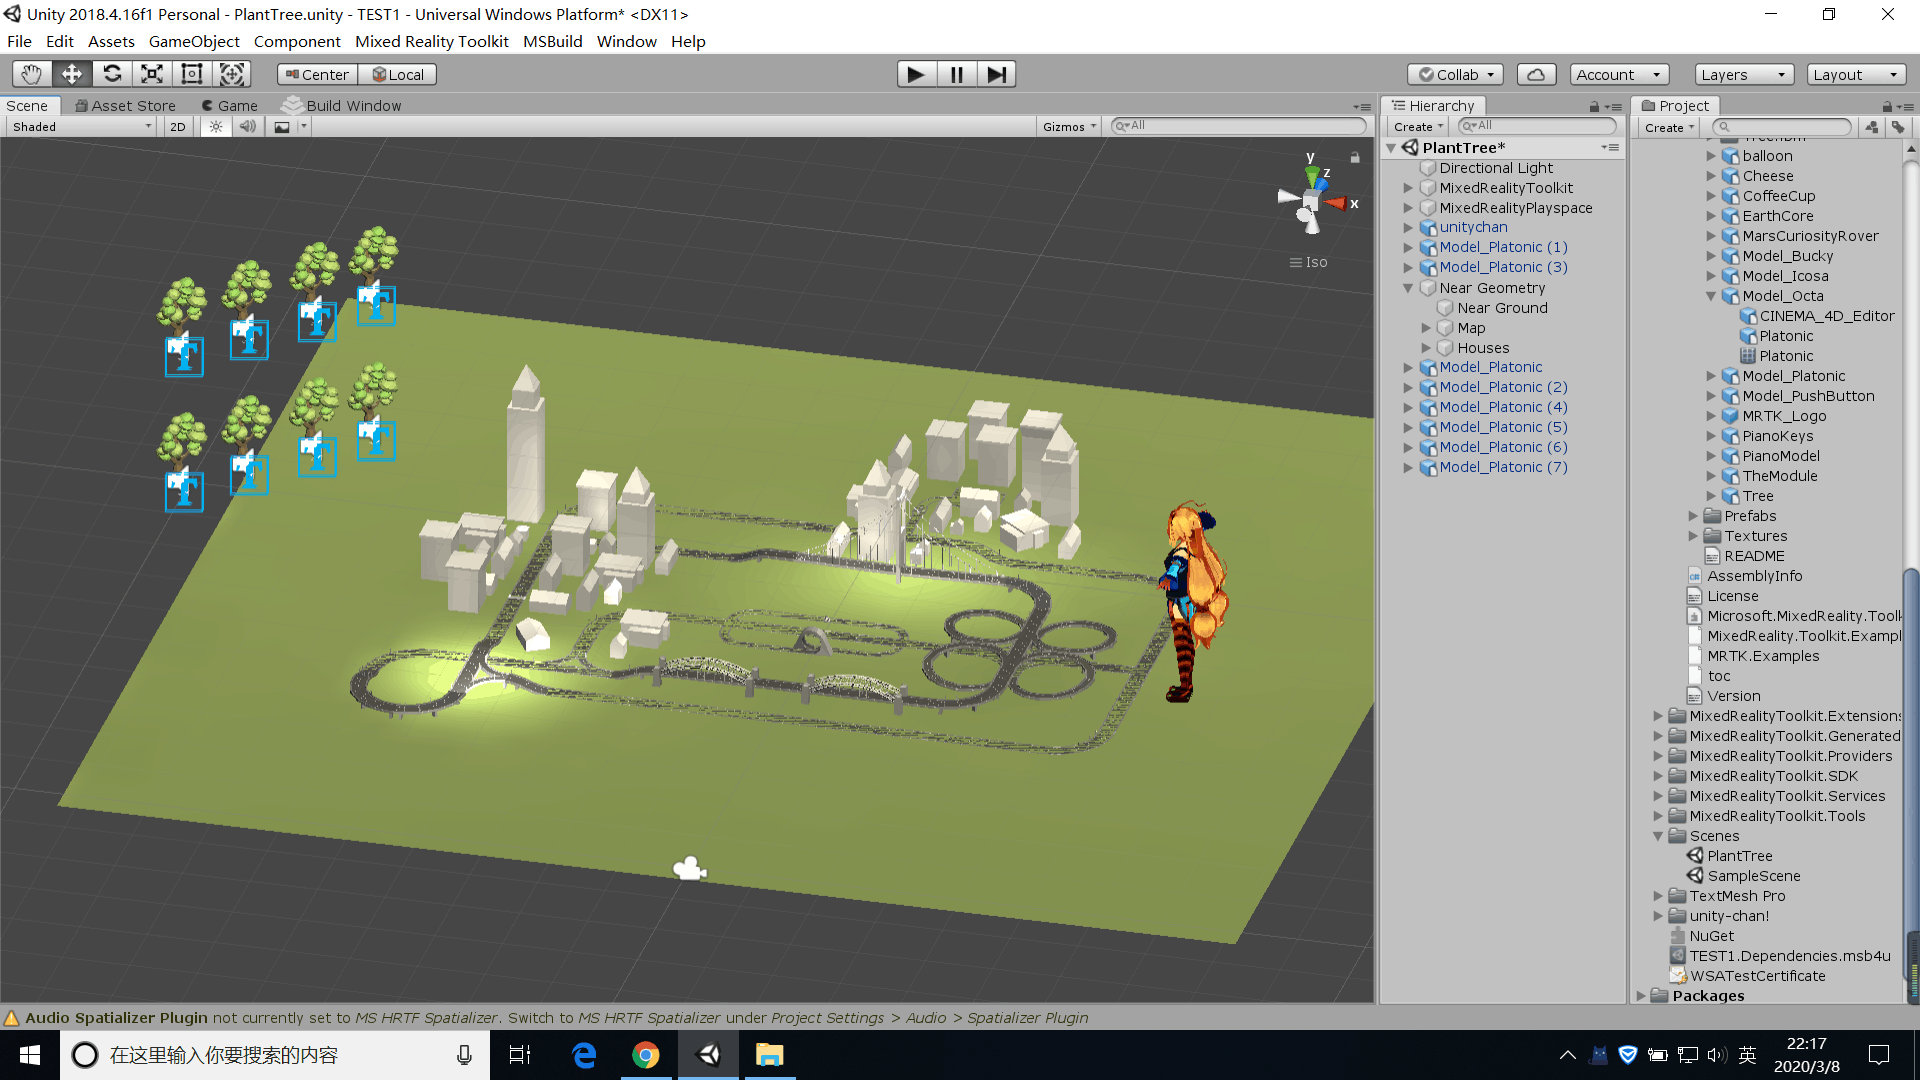 Unity 2018.4.16f1 Personal - PlantTree.unity - TEST1 - Universal Windows Platform* <DX11>
File Edit Assets GameObject Component Mixed Reality Toolkit MSBuild Window Help
Center Local Collab Account Layers Layout
Scene Asset Store Game Build Window
Shaded 2D Gizmos All
y
z
x
Iso
Hierarchy
Create All
PlantTree*
Directional Light
MixedRealityToolkit
MixedRealityPlayspace
unitychan
Model_Platonic (1)
Model_Platonic (3)
Near Geometry
Near Ground
Map
Houses
Model_Platonic
Model_Platonic (2)
Model_Platonic (4)
Model_Platonic (5)
Model_Platonic (6)
Model_Platonic (7)
Project
Create
balloon
Cheese
CoffeeCup
EarthCore
MarsCuriosityRover
Model_Bucky
Model_Icosa
Model_Octa
CINEMA_4D_Editor
Platonic
Platonic
Model_Platonic
Model_PushButton
MRTK_Logo
PianoKeys
PianoModel
TheModule
Tree
Prefabs
Textures
README
AssemblyInfo
License
Microsoft.MixedReality.Toolk
MixedReality.Toolkit.Exampl
MRTK.Examples
toc
Version
MixedRealityToolkit.Extensions
MixedRealityToolkit.Generated
MixedRealityToolkit.Providers
MixedRealityToolkit.SDK
MixedRealityToolkit.Services
MixedRealityToolkit.Tools
Scenes
PlantTree
SampleScene
TextMesh Pro
unity-chan!
NuGet
TEST1.Dependencies.msb4u
WSATestCertificate
Packages
Audio Spatializer Plugin not currently set to MS HRTF Spatializer. Switch to MS HRTF Spatializer under Project Settings > Audio > Spatializer Plugin
在这里输入你要搜索的内容
英
22:17
2020/3/8